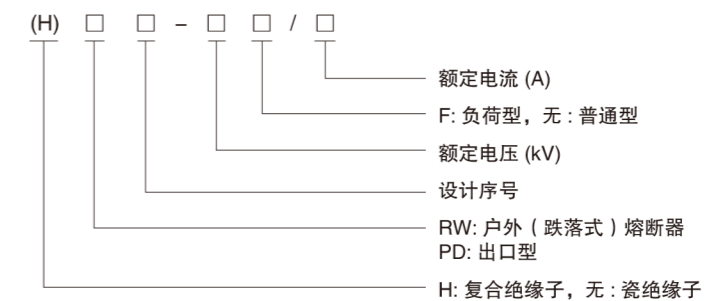 (H) □ □ - □ □ / □
额定电流 (A)
F: 负荷型，无 : 普通型
额定电压 (kV)
设计序号
RW: 户外（跌落式）熔断器
PD: 出口型
H: 复合绝缘子，无 : 瓷绝缘子